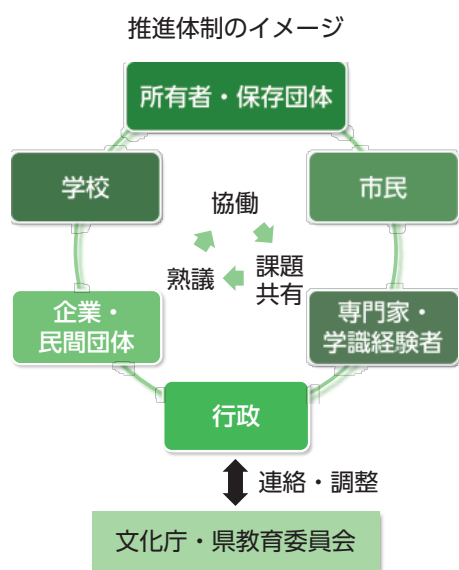 推進体制のイメージ
所有者・保存団体
学校
市民
協働
熟議
課題
共有
企業・
民間団体
専門家・
学識経験者
行政
連絡・調整
文化庁・県教育委員会